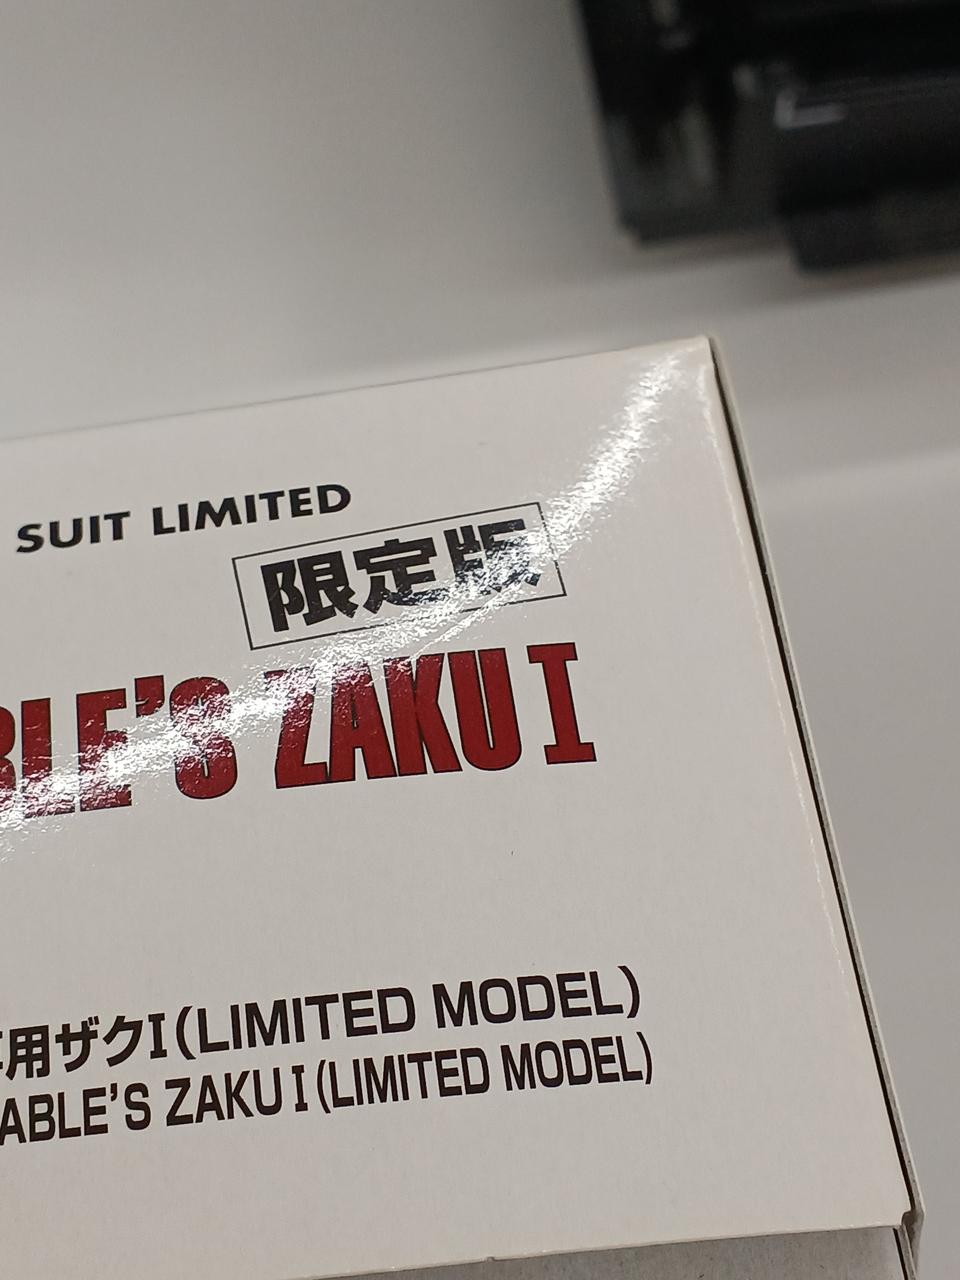 SUIT LIMITED
限定版
BLE'S ZAKU I
用ザクI(LIMITED MODEL)
ABLE'S ZAKU I (LIMITED MODEL)